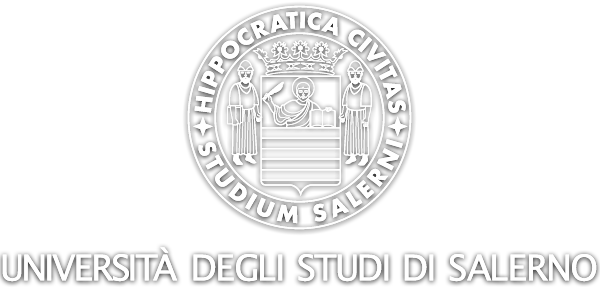 HIPPOCRATICA CIVITAS
STUDIUM SALERNI
UNIVERSITÀ DEGLI STUDI DI SALERNO